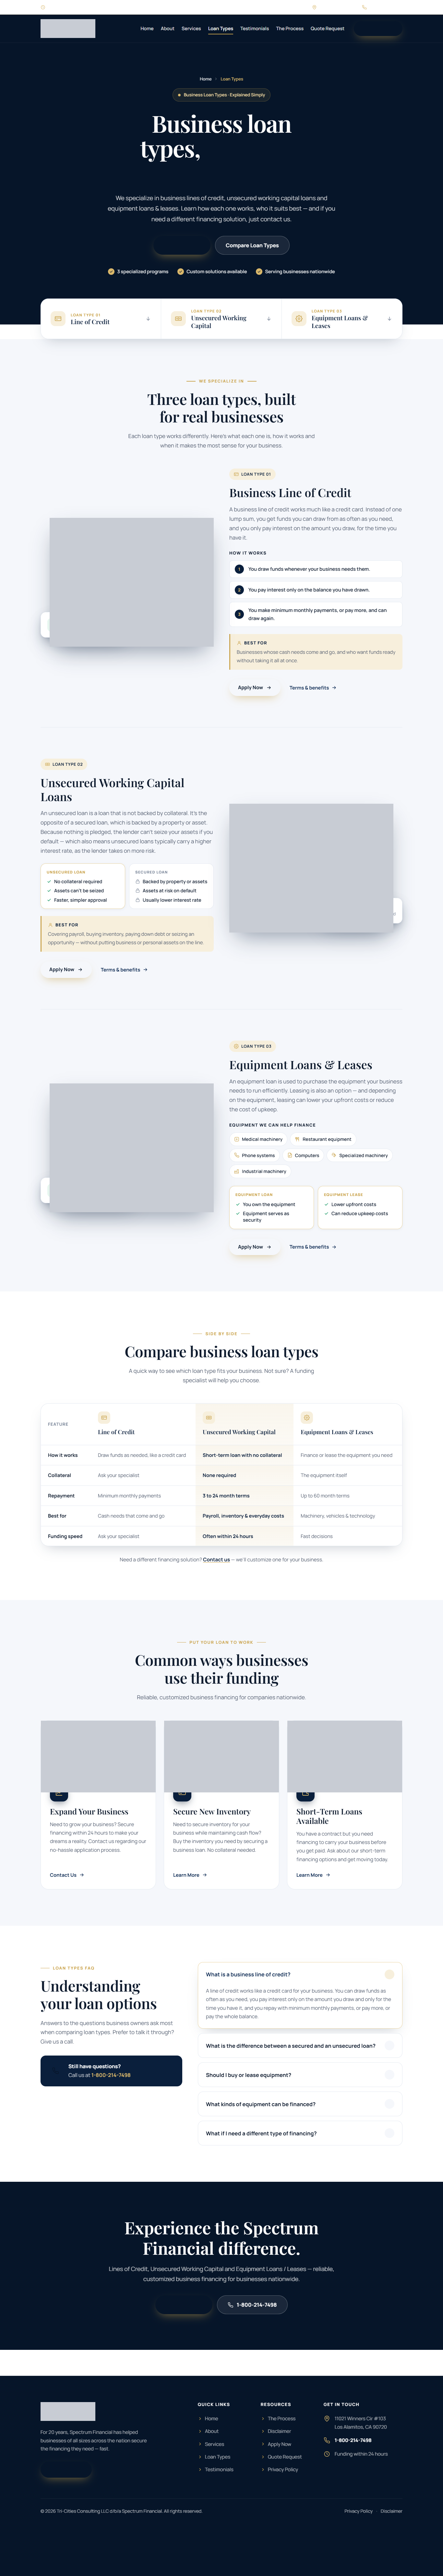 Home About Services Loan Types Testimonials The Process Quote Request
Home Loan Types
Business Loan Types · Explained Simply
Business loan
types,
We specialize in business lines of credit, unsecured working capital loans and
equipment loans & leases. Learn how each one works, who it suits best — and if you
need a different financing solution, just contact us.
Compare Loan Types
3 specialized programs Custom solutions available Serving businesses nationwide
LOAN TYPE 01
Line of Credit
LOAN TYPE 02
Unsecured Working
Capital
LOAN TYPE 03
Equipment Loans &
Leases
WE SPECIALIZE IN
Three loan types, built
for real businesses
Each loan type works differently. Here's what each one is, how it works and
when it makes the most sense for your business.
LOAN TYPE 01
Business Line of Credit
A business line of credit works much like a credit card. Instead of one
lump sum, you get funds you can draw from as often as you need,
and you only pay interest on the amount you draw, for the time you
have it.
HOW IT WORKS
1 You draw funds whenever your business needs them.
2 You pay interest only on the balance you have drawn.
3 You make minimum monthly payments, or pay more, and can
draw again.
BEST FOR
Businesses whose cash needs come and go, and who want funds ready
without taking it all at once.
Apply Now Terms & benefits
LOAN TYPE 02
Unsecured Working Capital
Loans
An unsecured loan is a loan that is not backed by collateral. It's the
opposite of a secured loan, which is backed by a property or asset.
Because nothing is pledged, the lender can't seize your assets if you
default — which also means unsecured loans typically carry a higher
interest rate, as the lender takes on more risk.
UNSECURED LOAN
No collateral required
Assets can't be seized
Faster, simpler approval
SECURED LOAN
Backed by property or assets
Assets at risk on default
Usually lower interest rate
BEST FOR
Covering payroll, buying inventory, paying down debt or seizing an
opportunity — without putting business or personal assets on the line.
Apply Now Terms & benefits
LOAN TYPE 03
Equipment Loans & Leases
An equipment loan is used to purchase the equipment your business
needs to run efficiently. Leasing is also an option — and depending
on the equipment, leasing can lower your upfront costs or reduce
the cost of upkeep.
EQUIPMENT WE CAN HELP FINANCE
Medical machinery Restaurant equipment
Phone systems Computers Specialized machinery
Industrial machinery
EQUIPMENT LOAN
You own the equipment
Equipment serves as
security
EQUIPMENT LEASE
Lower upfront costs
Can reduce upkeep costs
Apply Now Terms & benefits
SIDE BY SIDE
Compare business loan types
A quick way to see which loan type fits your business. Not sure? A funding
specialist will help you choose.
FEATURE Line of Credit Unsecured Working Capital Equipment Loans & Leases
How it works Draw funds as needed, like a credit card Short-term loan with no collateral Finance or lease the equipment you need
Collateral Ask your specialist None required The equipment itself
Repayment Minimum monthly payments 3 to 24 month terms Up to 60 month terms
Best for Cash needs that come and go Payroll, inventory & everyday costs Machinery, vehicles & technology
Funding speed Ask your specialist Often within 24 hours Fast decisions
Need a different financing solution? Contact us — we'll customize one for your business.
PUT YOUR LOAN TO WORK
Common ways businesses
use their funding
Reliable, customized business financing for companies nationwide.
Expand Your Business
Need to grow your business? Secure
financing within 24 hours to make your
dreams a reality. Contact us regarding our
no-hassle application process.
Contact Us
Secure New Inventory
Need to secure inventory for your
business while maintaining cash flow?
Buy the inventory you need by securing a
business loan. No collateral needed.
Learn More
Short-Term Loans
Available
You have a contract but you need
financing to carry your business before
you get paid. Ask about our short-term
financing options and get moving today.
Learn More
LOAN TYPES FAQ
Understanding
your loan options
Answers to the questions business owners ask most
when comparing loan types. Prefer to talk it through?
Give us a call.
Still have questions?
Call us at 1-800-214-7498
What is a business line of credit?
A line of credit works like a credit card for your business. You can draw funds as
often as you need, you pay interest only on the amount you draw and only for the
time you have it, and you repay with minimum monthly payments, or pay more, or
pay the whole balance.
What is the difference between a secured and an unsecured loan?
Should I buy or lease equipment?
What kinds of equipment can be financed?
What if I need a different type of financing?
Experience the Spectrum
Financial difference.
Lines of Credit, Unsecured Working Capital and Equipment Loans / Leases — reliable,
customized business financing for businesses nationwide.
1-800-214-7498
For 20 years, Spectrum Financial has helped
businesses of all sizes across the nation secure
the financing they need — fast.
QUICK LINKS
Home
About
Services
Loan Types
Testimonials
RESOURCES
The Process
Disclaimer
Apply Now
Quote Request
Privacy Policy
GET IN TOUCH
11021 Winners Cir #103
Los Alamitos, CA 90720
1-800-214-7498
Funding within 24 hours
© 2026 Tri-Cities Consulting LLC d/b/a Spectrum Financial. All rights reserved.
Privacy Policy Disclaimer